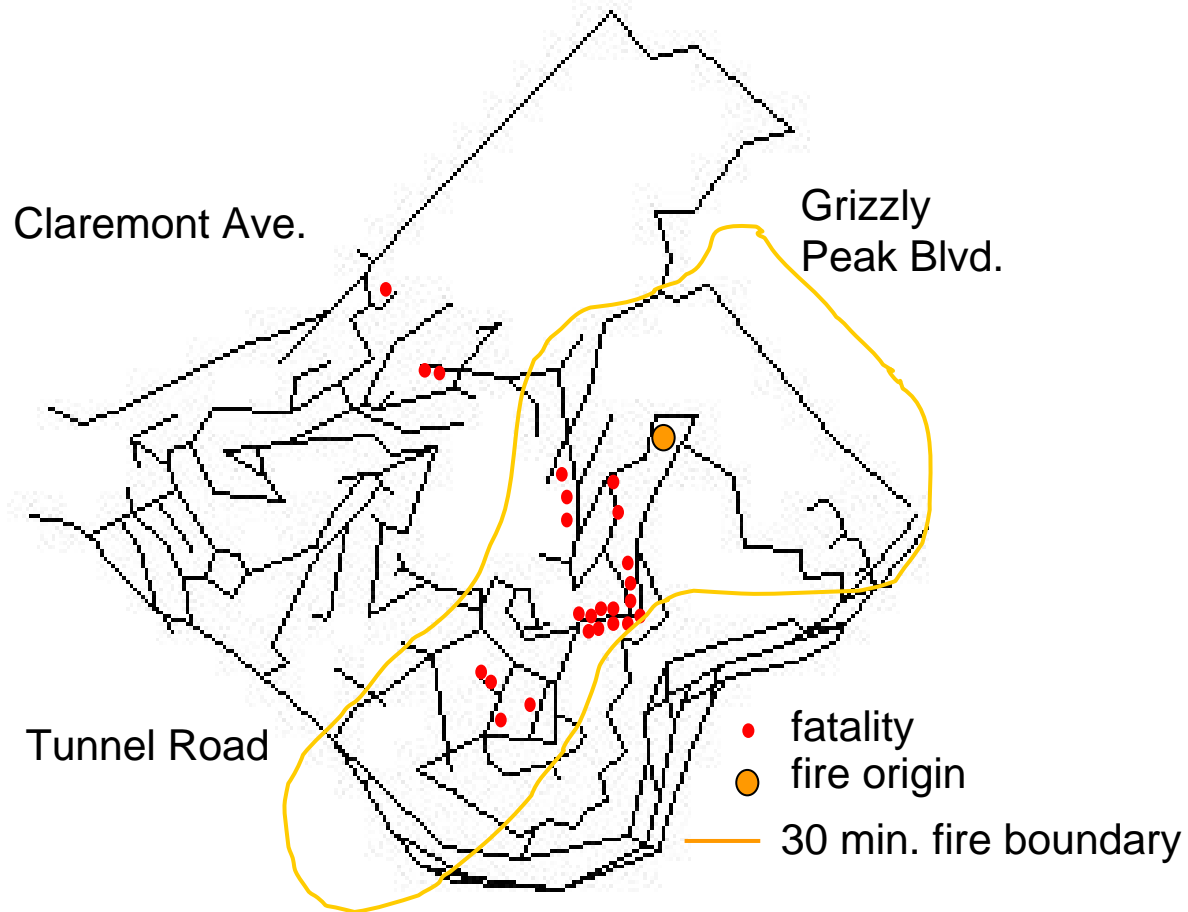 Claremont Ave.
Grizzly
Peak Blvd.
Tunnel Road
fatality
fire origin
30 min. fire boundary